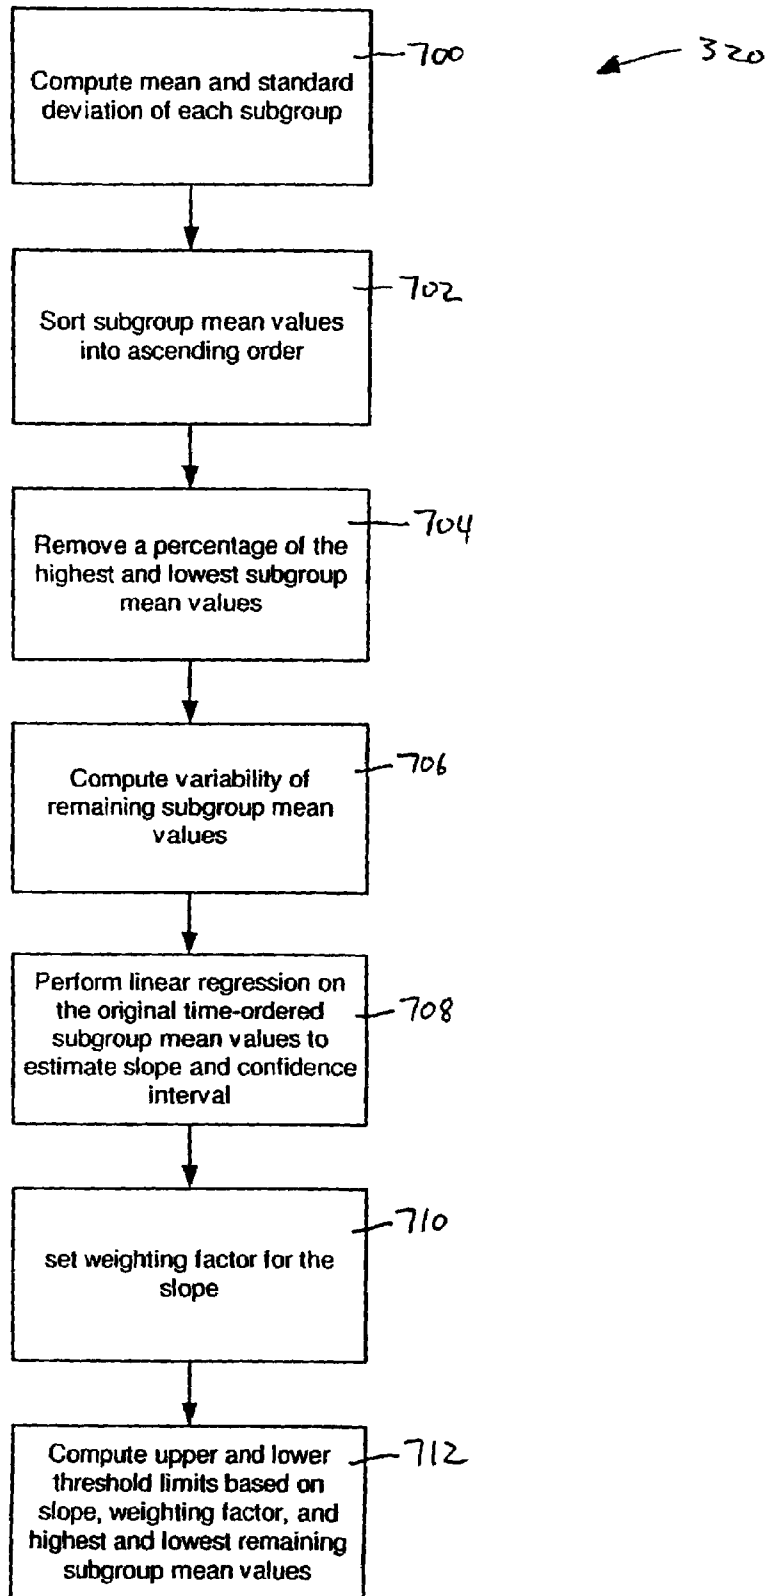 700
320
Compute mean and standard
deviation of each subgroup
702
Sort subgroup mean values
into ascending order
704
Remove a percentage of the
highest and lowest subgroup
mean values
706
Compute variability of
remaining subgroup mean
values
Perform linear regression on
the original time-ordered
708
subgroup mean values to
estimate slope and confidence
interval
710
set weighting factor for the
slope
Compute upper and lower
712
threshold limits based on
slope, weighting factor, and
highest and lowest remaining
subgroup mean values